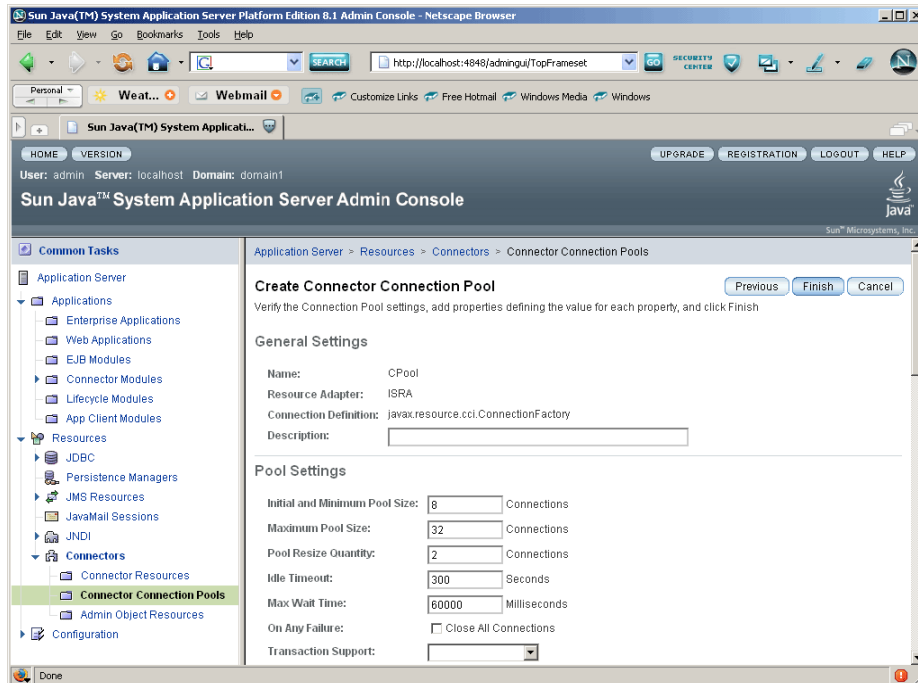 Sun Java(TM) System Application Server Platform Edition 8.1 Admin Console - Netscape Browser
File Edit View Go Bookmarks Tools Help
SEARCH http://localhost:4848/admingui/TopFrameset GO SECURITY CENTER
Personal Weat... Webmail Customize Links Free Hotmail Windows Media Windows
Sun Java(TM) System Applicati...
HOME VERSION UPGRADE REGISTRATION LOGOUT HELP
User: admin Server: localhost Domain: domain1
Sun Java™ System Application Server Admin Console
Java™
Sun™ Microsystems, Inc.
Common Tasks
Application Server
Applications
Enterprise Applications
Web Applications
EJB Modules
Connector Modules
Lifecycle Modules
App Client Modules
Resources
JDBC
Persistence Managers
JMS Resources
JavaMail Sessions
JNDI
Connectors
Connector Resources
Connector Connection Pools
Admin Object Resources
Configuration
Application Server > Resources > Connectors > Connector Connection Pools
Create Connector Connection Pool Previous Finish Cancel
Verify the Connection Pool settings, add properties defining the value for each property, and click Finish
General Settings
Name: CPool
Resource Adapter: ISRA
Connection Definition: javax.resource.cci.ConnectionFactory
Description:
Pool Settings
Initial and Minimum Pool Size: 8 Connections
Maximum Pool Size: 32 Connections
Pool Resize Quantity: 2 Connections
Idle Timeout: 300 Seconds
Max Wait Time: 60000 Milliseconds
On Any Failure: Close All Connections
Transaction Support:
Done